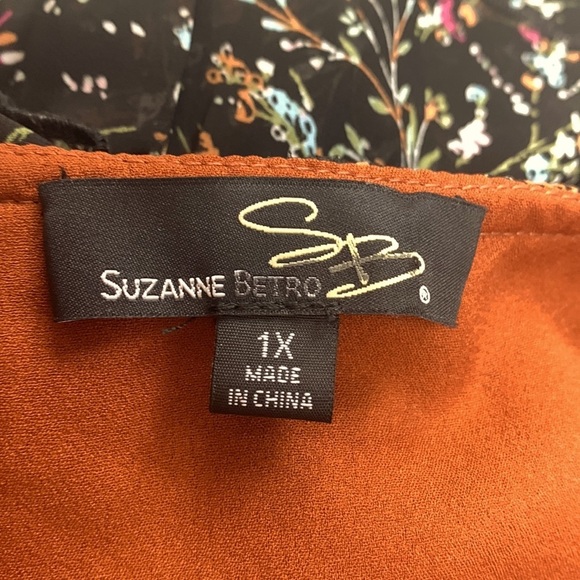 SB
SUZANNE BETRO ®
1X
MADE
IN CHINA